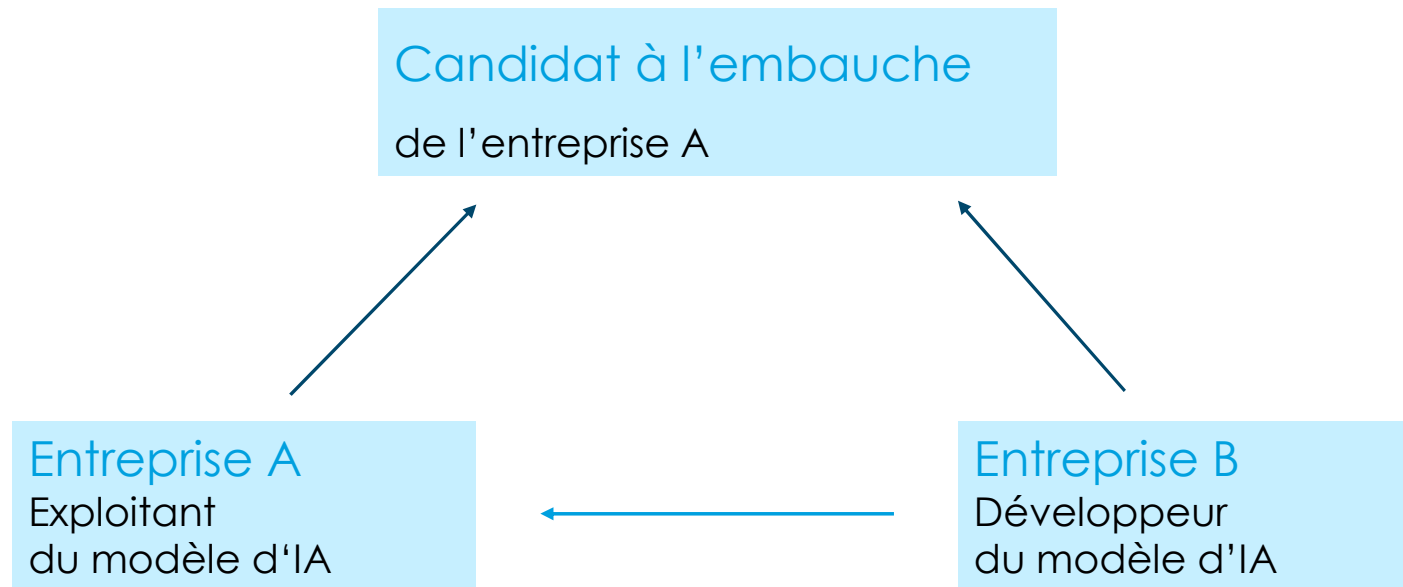 Candidat à l’embauche
de l’entreprise A
Entreprise A
Exploitant
du modèle d‘IA
Entreprise B
Développeur
du modèle d’IA